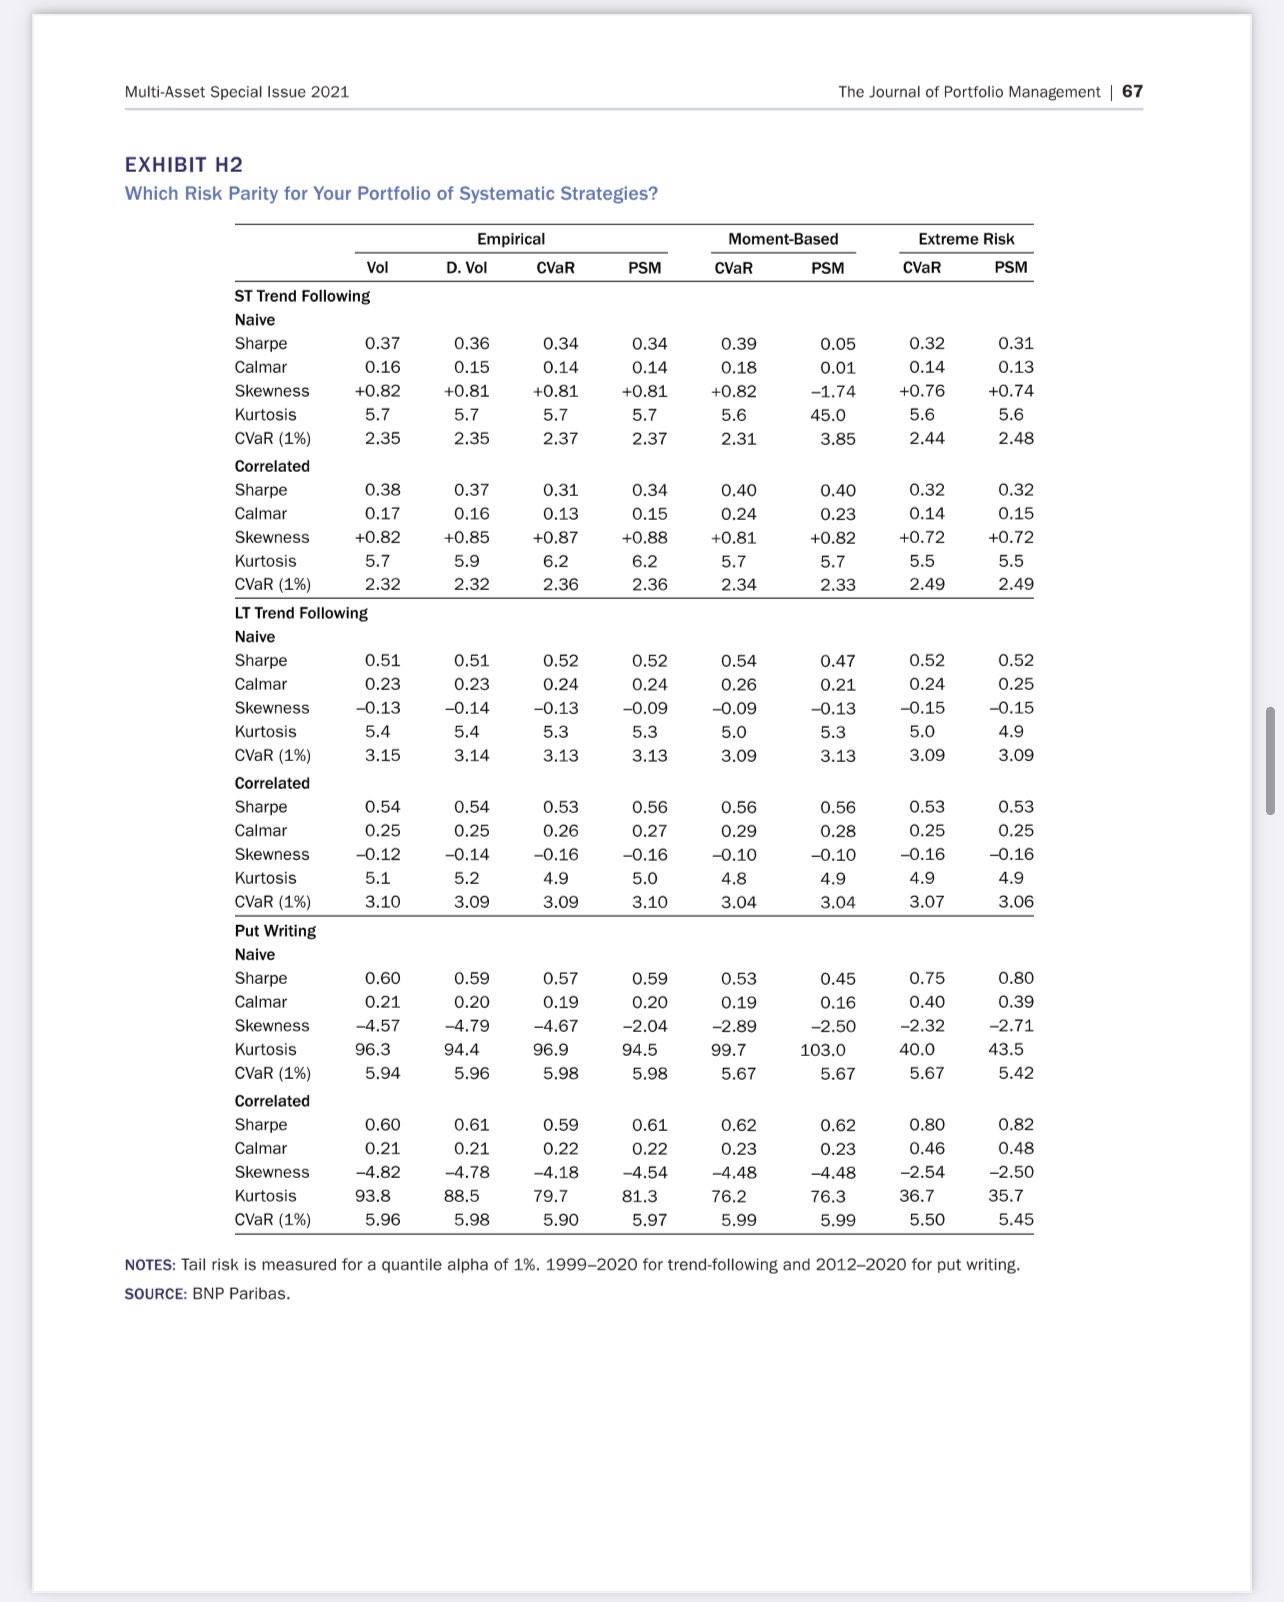 Multi-Asset Special Issue 2021 The Journal of Portfolio Management | 67
EXHIBIT H2
Which Risk Parity for Your Portfolio of Systematic Strategies?
Empirical Moment-Based Extreme Risk
Vol D. Vol CVaR PSM CVaR PSM CVaR PSM
ST Trend Following
Naive
Sharpe 0.37 0.36 0.34 0.34 0.39 0.05 0.32 0.31
Calmar 0.16 0.15 0.14 0.14 0.18 0.01 0.14 0.13
Skewness +0.82 +0.81 +0.81 +0.81 +0.82 −1.74 +0.76 +0.74
Kurtosis 5.7 5.7 5.7 5.7 5.6 45.0 5.6 5.6
CVaR (1%) 2.35 2.35 2.37 2.37 2.31 3.85 2.44 2.48
Correlated
Sharpe 0.38 0.37 0.31 0.34 0.40 0.40 0.32 0.32
Calmar 0.17 0.16 0.13 0.15 0.24 0.23 0.14 0.15
Skewness +0.82 +0.85 +0.87 +0.88 +0.81 +0.82 +0.72 +0.72
Kurtosis 5.7 5.9 6.2 6.2 5.7 5.7 5.5 5.5
CVaR (1%) 2.32 2.32 2.36 2.36 2.34 2.33 2.49 2.49
LT Trend Following
Naive
Sharpe 0.51 0.51 0.52 0.52 0.54 0.47 0.52 0.52
Calmar 0.23 0.23 0.24 0.24 0.26 0.21 0.24 0.25
Skewness −0.13 −0.14 −0.13 −0.09 −0.09 −0.13 −0.15 −0.15
Kurtosis 5.4 5.4 5.3 5.3 5.0 5.3 5.0 4.9
CVaR (1%) 3.15 3.14 3.13 3.13 3.09 3.13 3.09 3.09
Correlated
Sharpe 0.54 0.54 0.53 0.56 0.56 0.56 0.53 0.53
Calmar 0.25 0.25 0.26 0.27 0.29 0.28 0.25 0.25
Skewness −0.12 −0.14 −0.16 −0.16 −0.10 −0.10 −0.16 −0.16
Kurtosis 5.1 5.2 4.9 5.0 4.8 4.9 4.9 4.9
CVaR (1%) 3.10 3.09 3.09 3.10 3.04 3.04 3.07 3.06
Put Writing
Naive
Sharpe 0.60 0.59 0.57 0.59 0.53 0.45 0.75 0.80
Calmar 0.21 0.20 0.19 0.20 0.19 0.16 0.40 0.39
Skewness −4.57 −4.79 −4.67 −2.04 −2.89 −2.50 −2.32 −2.71
Kurtosis 96.3 94.4 96.9 94.5 99.7 103.0 40.0 43.5
CVaR (1%) 5.94 5.96 5.98 5.98 5.67 5.67 5.67 5.42
Correlated
Sharpe 0.60 0.61 0.59 0.61 0.62 0.62 0.80 0.82
Calmar 0.21 0.21 0.22 0.22 0.23 0.23 0.46 0.48
Skewness −4.82 −4.78 −4.18 −4.54 −4.48 −4.48 −2.54 −2.50
Kurtosis 93.8 88.5 79.7 81.3 76.2 76.3 36.7 35.7
CVaR (1%) 5.96 5.98 5.90 5.97 5.99 5.99 5.50 5.45
NOTES: Tail risk is measured for a quantile alpha of 1%. 1999–2020 for trend-following and 2012–2020 for put writing.
SOURCE: BNP Paribas.